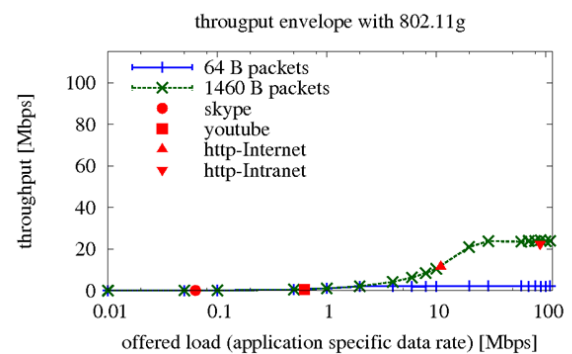 througput envelope with 802.11g
64 B packets
1460 B packets
skype
youtube
http-Internet
http-Intranet
throughput [Mbps]
100
80
60
40
20
0
0.01
0.1
1
10
100
offered load (application specific data rate) [Mbps]